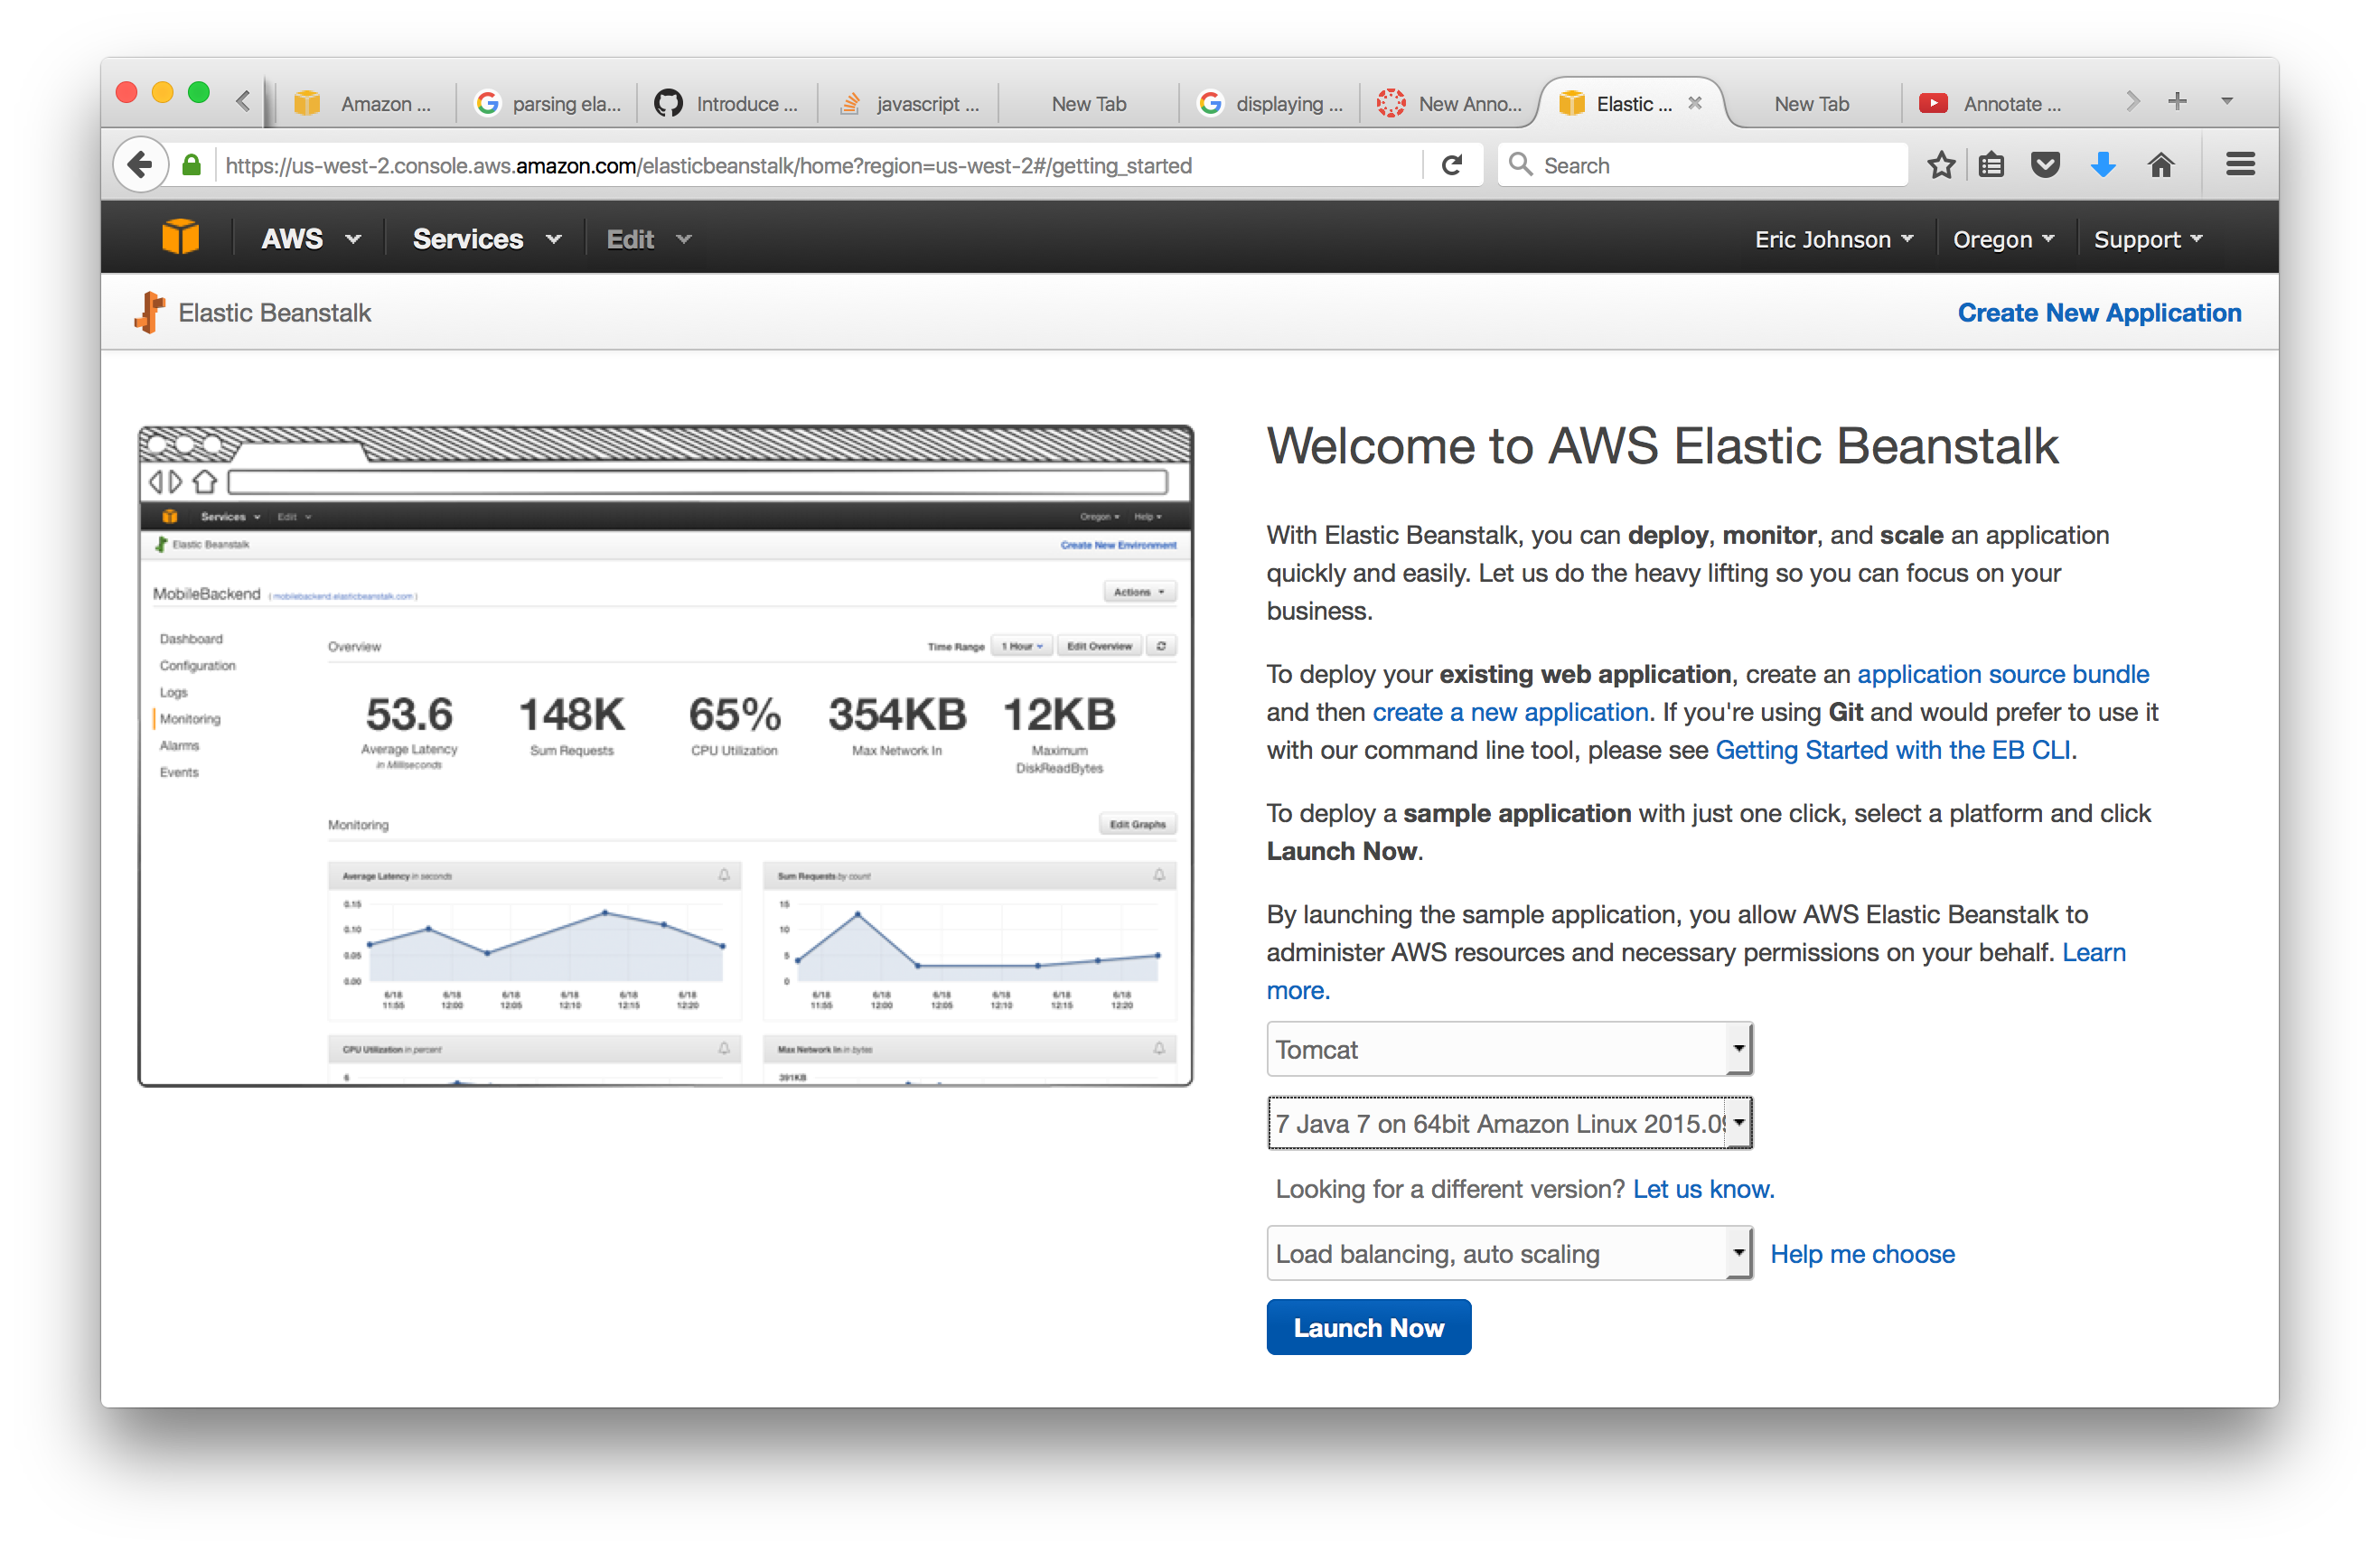 Amazon ...
parsing ela...
Introduce ...
javascript ...
New Tab
displaying ...
New Anno...
Elastic ...
New Tab
Annotate ...
https://us-west-2.console.aws.amazon.com/elasticbeanstalk/home?region=us-west-2#/getting_started
Search
AWS
Services
Edit
Eric Johnson
Oregon
Support
Elastic Beanstalk
Create New Application
Services
Edit
Oregon
Help
Elastic Beanstalk
Create New Environment
MobileBackend ( mobilebackend.elasticbeanstalk.com )
Actions
Dashboard
Configuration
Logs
Monitoring
Alarms
Events
Overview
Time Range
1 Hour
Edit Overview
53.6
Average Latency
in Milliseconds
148K
Sum Requests
65%
CPU Utilization
354KB
Max Network In
12KB
Maximum
DiskReadBytes
Monitoring
Edit Graphs
Average Latency in seconds
0.15
0.10
0.05
0.00
6/18 6/18 6/18 6/18 6/18 6/18
11:55 12:00 12:05 12:10 12:15 12:20
Sum Requests by count
15
10
5
0
6/18 6/18 6/18 6/18 6/18 6/18
11:55 12:00 12:05 12:10 12:15 12:20
CPU Utilization in percent
6
Max Network In in bytes
391KB
Welcome to AWS Elastic Beanstalk
With Elastic Beanstalk, you can deploy, monitor, and scale an application
quickly and easily. Let us do the heavy lifting so you can focus on your
business.
To deploy your existing web application, create an application source bundle
and then create a new application. If you're using Git and would prefer to use it
with our command line tool, please see Getting Started with the EB CLI.
To deploy a sample application with just one click, select a platform and click
Launch Now.
By launching the sample application, you allow AWS Elastic Beanstalk to
administer AWS resources and necessary permissions on your behalf. Learn
more.
Tomcat
7 Java 7 on 64bit Amazon Linux 2015.09
Looking for a different version? Let us know.
Load balancing, auto scaling
Help me choose
Launch Now